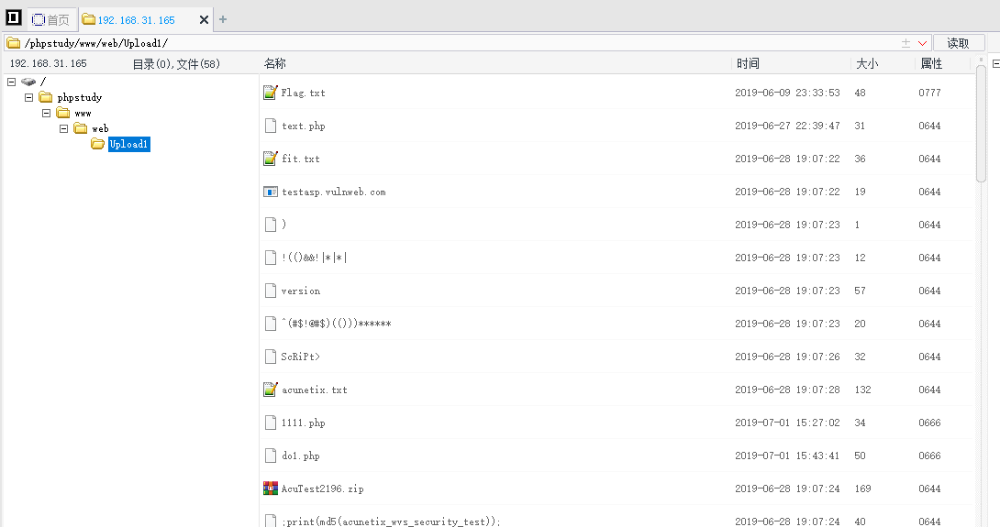 首页 192.168.31.165
/phpstudy/www/web/Upload1/ 读取
192.168.31.165 目录(0),文件(58) 名称 时间 大小 属性
/
phpstudy
www
web
Upload1
Flag.txt 2019-06-09 23:33:53 48 0777
text.php 2019-06-27 22:39:47 31 0644
fit.txt 2019-06-28 19:07:22 36 0644
testasp.vulnweb.com 2019-06-28 19:07:22 19 0644
) 2019-06-28 19:07:23 1 0644
!(()&&!|*|*| 2019-06-28 19:07:23 12 0644
version 2019-06-28 19:07:23 57 0644
^(#$!@#$)(()))****** 2019-06-28 19:07:23 20 0644
ScRiPt> 2019-06-28 19:07:26 32 0644
acunetix.txt 2019-06-28 19:07:28 132 0644
1111.php 2019-07-01 15:27:02 34 0666
do1.php 2019-07-01 15:43:41 50 0666
AcuTest2196.zip 2019-06-28 19:07:24 169 0644
;print(md5(acunetix_wvs_security_test)); 2019-06-28 19:07:24 40 0644